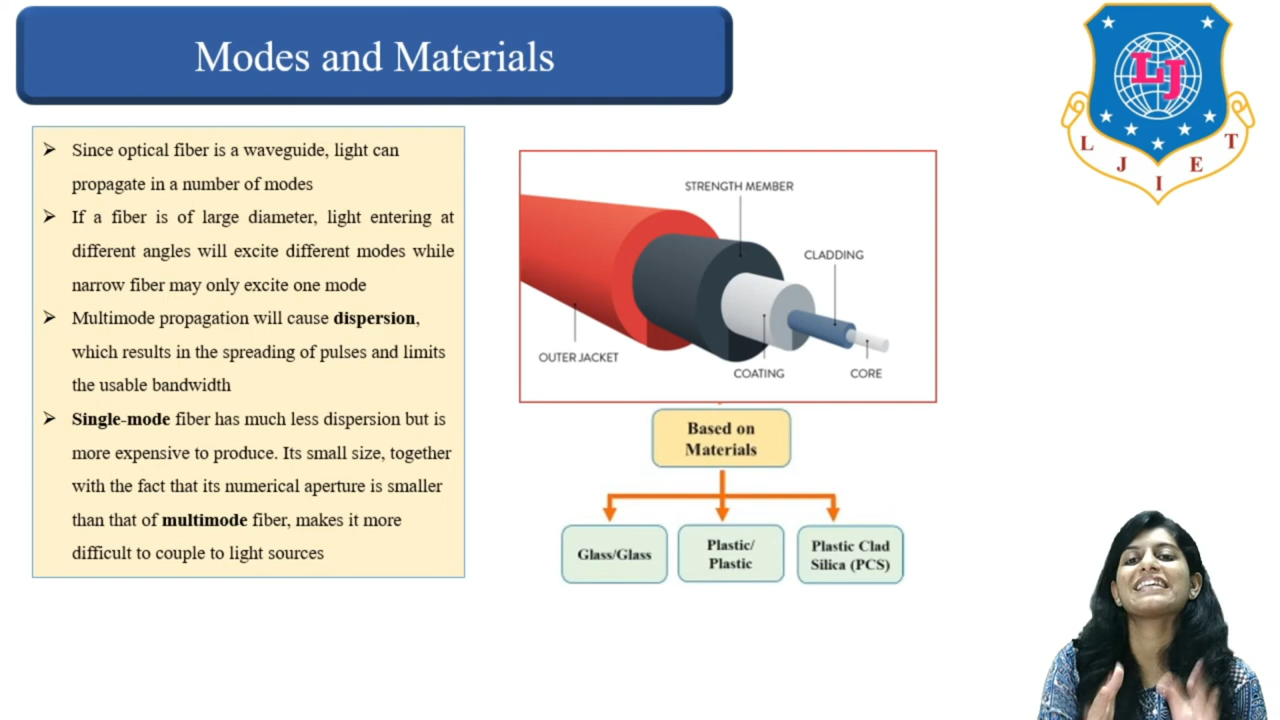 Modes and Materials
LJ
L J I E T
➢ Since optical fiber is a waveguide, light can
propagate in a number of modes
➢ If a fiber is of large diameter, light entering at
different angles will excite different modes while
narrow fiber may only excite one mode
➢ Multimode propagation will cause dispersion,
which results in the spreading of pulses and limits
the usable bandwidth
➢ Single-mode fiber has much less dispersion but is
more expensive to produce. Its small size, together
with the fact that its numerical aperture is smaller
than that of multimode fiber, makes it more
difficult to couple to light sources
STRENGTH MEMBER
CLADDING
OUTER JACKET
COATING
CORE
Based on
Materials
Glass/Glass
Plastic/
Plastic
Plastic Clad
Silica (PCS)